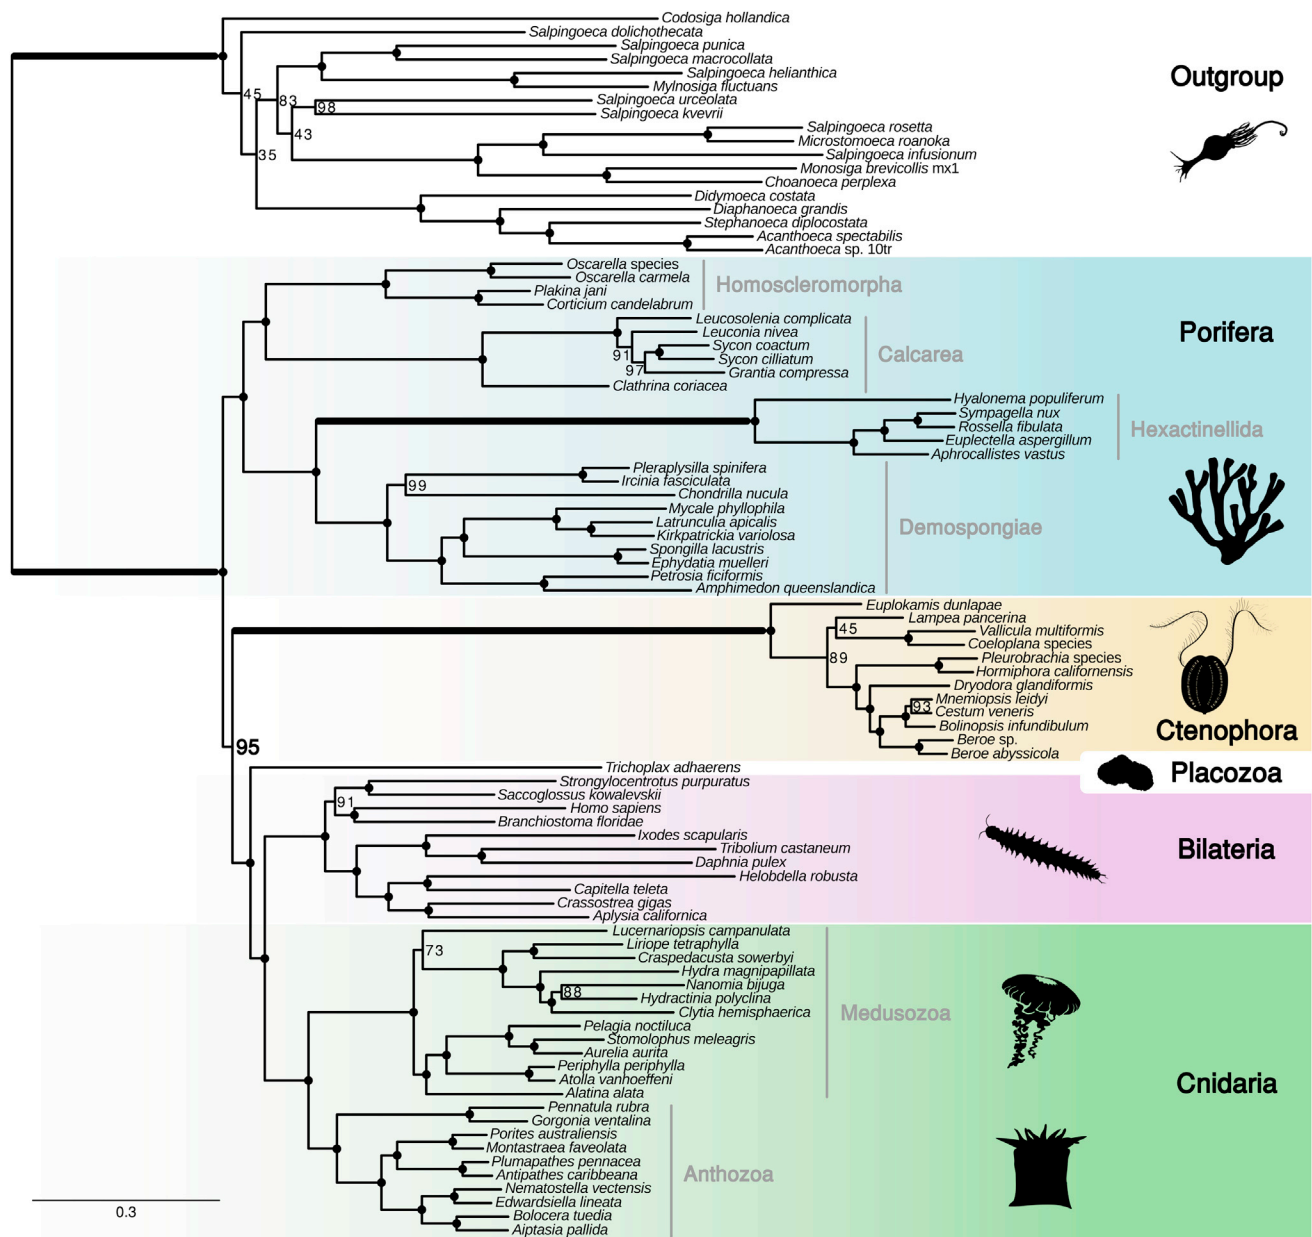 Codosiga hollandica
Salpingoeca dolichothecata
Salpingoeca punica
Salpingoeca macrocollata
Salpingoeca helianthica
Outgroup
Mylnosiga fluctuans
45
83
98
Salpingoeca urceolata
Salpingoeca kvevrii
43
Salpingoeca rosetta
Microstomoeca roanoka
35
Salpingoeca infusionum
Monosiga brevicollis mx1
Choanoeca perplexa
Didymoeca costata
Diaphanoeca grandis
Stephanoeca diplocostata
Acanthoeca spectabilis
Acanthoeca sp. 10tr
Oscarella species
Oscarella carmela
Homoscleromorpha
Plakina jani
Corticium candelabrum
Leucosolenia complicata
Leuconia nivea
Porifera
Sycon coactum
91
Sycon cilliatum
Calcarea
97
Grantia compressa
Clathrina coriacea
Hyalonema populiferum
Sympagella nux
Rossella fibulata
Hexactinellida
Euplectella aspergillum
Aphrocallistes vastus
Pleraplysilla spinifera
Ircinia fasciculata
99
Chondrilla nucula
Mycale phyllophila
Latrunculia apicalis
Demospongiae
Kirkpatrickia variolosa
Spongilla lacustris
Ephydatia muelleri
Petrosia ficiformis
Amphimedon queenslandica
Euplokamis dunlapae
Lampea pancerina
45
Vallicula multiformis
Coeloplana species
89
Pleurobrachia species
Hormiphora californensis
Dryodora glandiformis
Mnemiopsis leidyi
93
Cestum veneris
Bolinopsis infundibulum
Ctenophora
Beroe sp.
95
Beroe abyssicola
Trichoplax adhaerens
Placozoa
Strongylocentrotus purpuratus
Saccoglossus kowalevskii
91
Homo sapiens
Branchiostoma floridae
Ixodes scapularis
Tribolium castaneum
Bilateria
Daphnia pulex
Helobdella robusta
Capitella teleta
Crassostrea gigas
Aplysia californica
Lucernariopsis campanulata
73
Liriope tetraphylla
Craspedacusta sowerbyi
Hydra magnipapillata
Nanomia bijuga
88
Hydractinia polyclina
Clytia hemisphaerica
Medusozoa
Pelagia noctiluca
Stomolophus meleagris
Aurelia aurita
Periphylla periphylla
Atolla vanhoeffeni
Cnidaria
Alatina alata
Pennatula rubra
Gorgonia ventalina
Porites australiensis
Montastraea faveolata
Plumapathes pennacea
Antipathes caribbeana
Anthozoa
Nematostella vectensis
Edwardsiella lineata
0.3
Bolocera tuedia
Aiptasia pallida